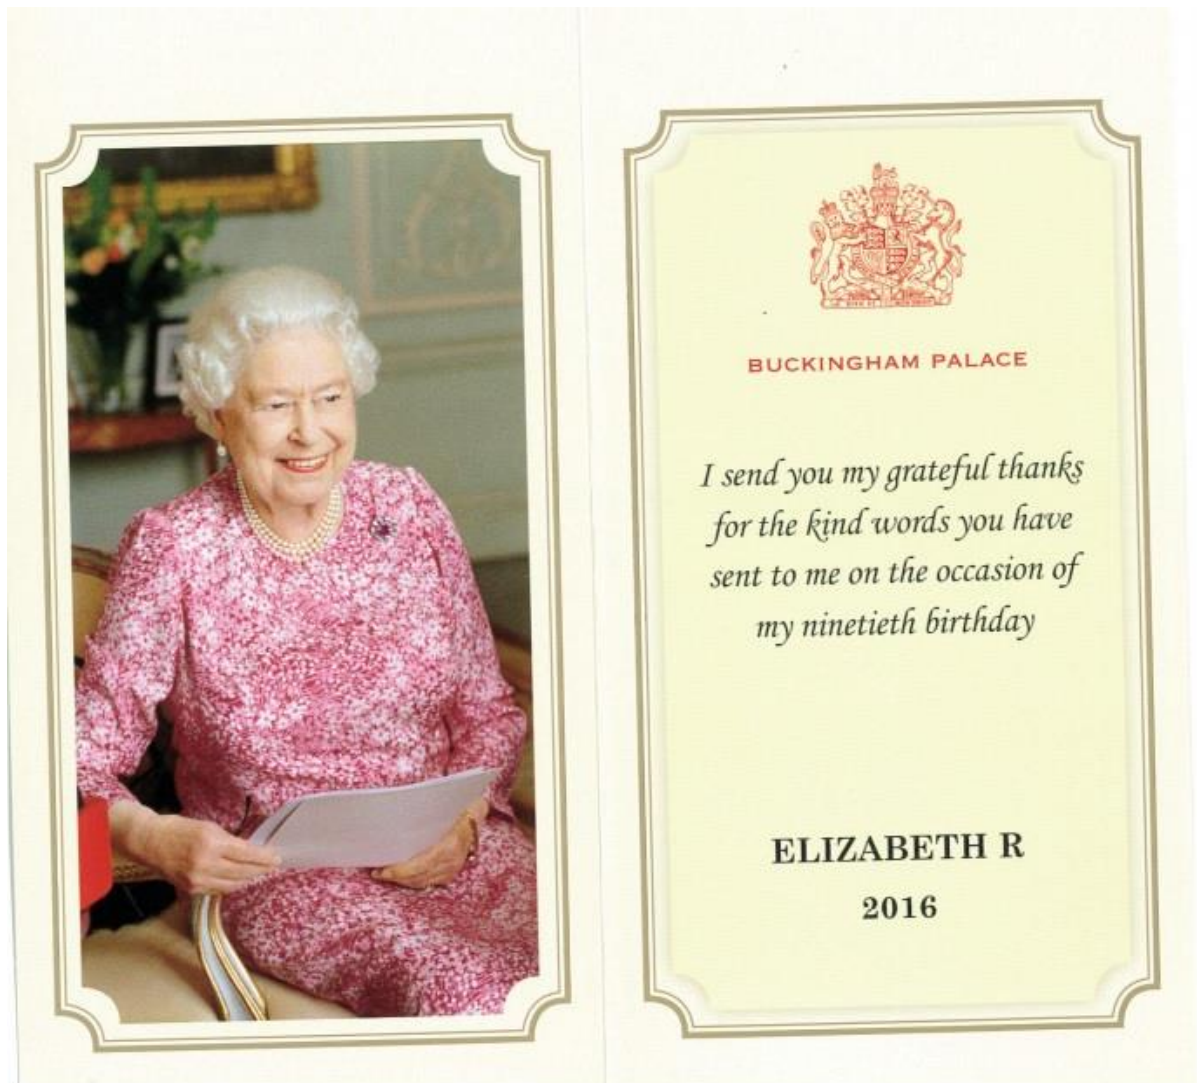 BUCKINGHAM PALACE
I send you my grateful thanks
for the kind words you have
sent to me on the occasion of
my ninetieth birthday
ELIZABETH R
2016